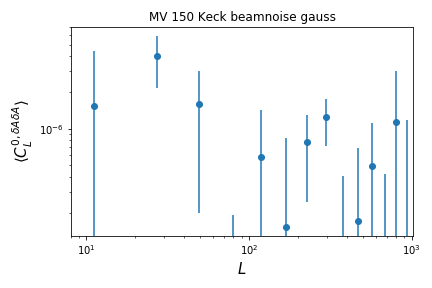 MV 150 Keck beamnoise gauss
⟨C_L^{0, δAδA}⟩
10^{-6}
10^1 10^2 10^3
L